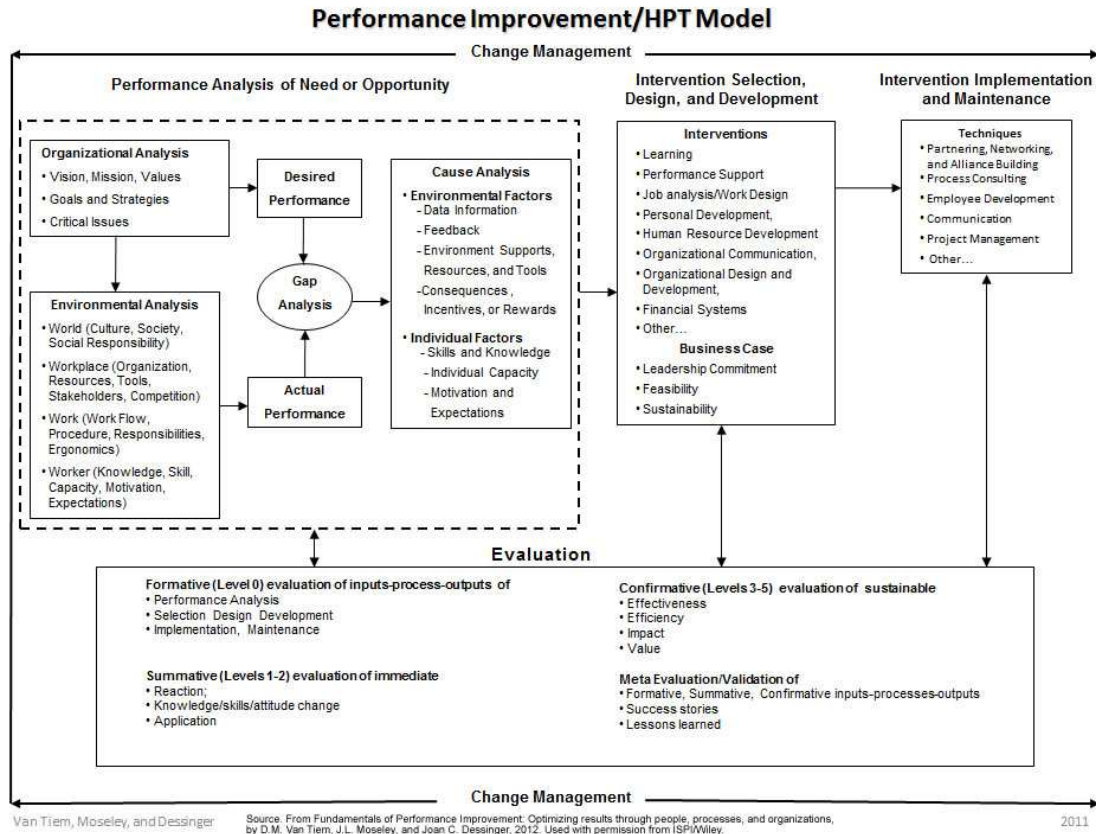 Performance Improvement/HPT Model
Change Management
Performance Analysis of Need or Opportunity
Intervention Selection,
Design, and Development
Intervention Implementation
and Maintenance
Organizational Analysis
• Vision, Mission, Values
• Goals and Strategies
• Critical Issues
Desired
Performance
Gap
Analysis
Environmental Analysis
• World (Culture, Society,
Social Responsibility)
• Workplace (Organization,
Resources, Tools,
Stakeholders, Competition)
• Work (Work Flow,
Procedure, Responsibilities,
Ergonomics)
• Worker (Knowledge, Skill,
Capacity, Motivation,
Expectations)
Actual
Performance
Cause Analysis
• Environmental Factors
- Data Information
- Feedback
- Environment Supports,
Resources, and Tools
- Consequences ,
Incentives, or Rewards
• Individual Factors
- Skills and Knowledge
- Individual Capacity
- Motivation and
Expectations
Interventions
• Learning
• Performance Support
• Job analysis/Work Design
• Personal Development,
• Human Resource Development
• Organizational Communication,
• Organizational Design and
Development,
• Financial Systems
• Other…
Business Case
• Leadership Commitment
• Feasibility
• Sustainability
Techniques
• Partnering, Networking,
and Alliance Building
• Process Consulting
• Employee Development
• Communication
• Project Management
• Other…
Evaluation
Formative (Level 0) evaluation of inputs-process-outputs of
• Performance Analysis
• Selection Design Development
• Implementation, Maintenance
Summative (Levels 1-2) evaluation of immediate
• Reaction;
• Knowledge/skills/attitude change
• Application
Confirmative (Levels 3-5) evaluation of sustainable
• Effectiveness
• Efficiency
• Impact
• Value
Meta Evaluation/Validation of
• Formative, Summative, Confirmative inputs-processes-outputs
• Success stories
• Lessons learned
Change Management
Van Tiem, Moseley, and Dessinger
Source. From Fundamentals of Performance Improvement: Optimizing results through people, processes, and organizations,
by D.M. Van Tiem, J.L. Moseley, and Joan C. Dessinger, 2012. Used with permission from ISPI/Wiley.
2011